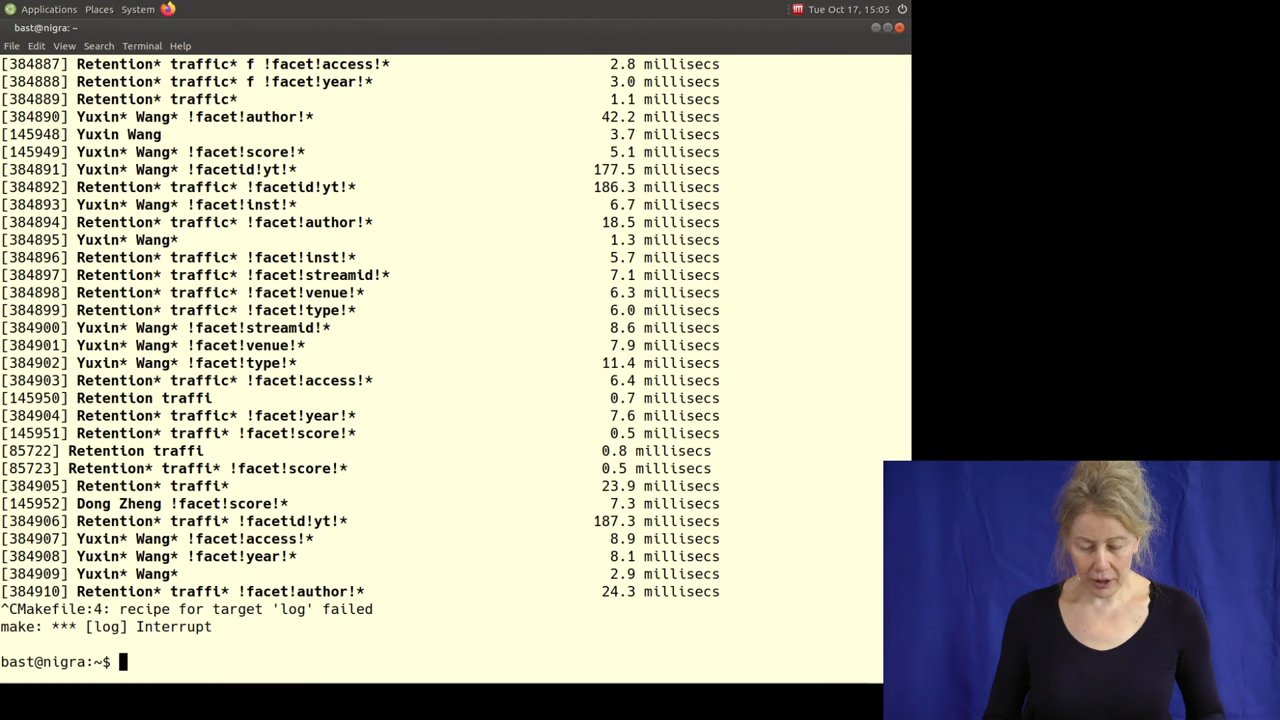 Applications Places System Tue Oct 17, 15:05
bast@nigra: ~
File Edit View Search Terminal Help
[384887] Retention* traffic* f !facet!access!* 2.8 millisecs
[384888] Retention* traffic* f !facet!year!* 3.0 millisecs
[384889] Retention* traffic* 1.1 millisecs
[384890] Yuxin* Wang* !facet!author!* 42.2 millisecs
[145948] Yuxin Wang 3.7 millisecs
[145949] Yuxin* Wang* !facet!score!* 5.1 millisecs
[384891] Yuxin* Wang* !facetid!yt!* 177.5 millisecs
[384892] Retention* traffic* !facetid!yt!* 186.3 millisecs
[384893] Yuxin* Wang* !facet!inst!* 6.7 millisecs
[384894] Retention* traffic* !facet!author!* 18.5 millisecs
[384895] Yuxin* Wang* 1.3 millisecs
[384896] Retention* traffic* !facet!inst!* 5.7 millisecs
[384897] Retention* traffic* !facet!streamid!* 7.1 millisecs
[384898] Retention* traffic* !facet!venue!* 6.3 millisecs
[384899] Retention* traffic* !facet!type!* 6.0 millisecs
[384900] Yuxin* Wang* !facet!streamid!* 8.6 millisecs
[384901] Yuxin* Wang* !facet!venue!* 7.9 millisecs
[384902] Yuxin* Wang* !facet!type!* 11.4 millisecs
[384903] Retention* traffic* !facet!access!* 6.4 millisecs
[145950] Retention traffi 0.7 millisecs
[384904] Retention* traffic* !facet!year!* 7.6 millisecs
[145951] Retention* traffi* !facet!score!* 0.5 millisecs
[85722] Retention traffi 0.8 millisecs
[85723] Retention* traffi* !facet!score!* 0.5 millisecs
[384905] Retention* traffi* 23.9 millisecs
[145952] Dong Zheng !facet!score!* 7.3 millisecs
[384906] Retention* traffi* !facetid!yt!* 187.3 millisecs
[384907] Yuxin* Wang* !facet!access!* 8.9 millisecs
[384908] Yuxin* Wang* !facet!year!* 8.1 millisecs
[384909] Yuxin* Wang* 2.9 millisecs
[384910] Retention* traffi* !facet!author!* 24.3 millisecs
^CMakefile:4: recipe for target 'log' failed
make: *** [log] Interrupt
bast@nigra:~$